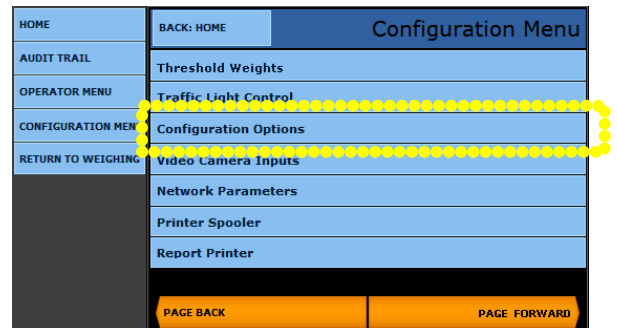 HOME
AUDIT TRAIL
OPERATOR MENU
CONFIGURATION MEN
RETURN TO WEIGHING
BACK: HOME
Configuration Menu
Threshold Weights
Traffic Light Control
Configuration Options
Video Camera Inputs
Network Parameters
Printer Spooler
Report Printer
PAGE BACK
PAGE FORWARD